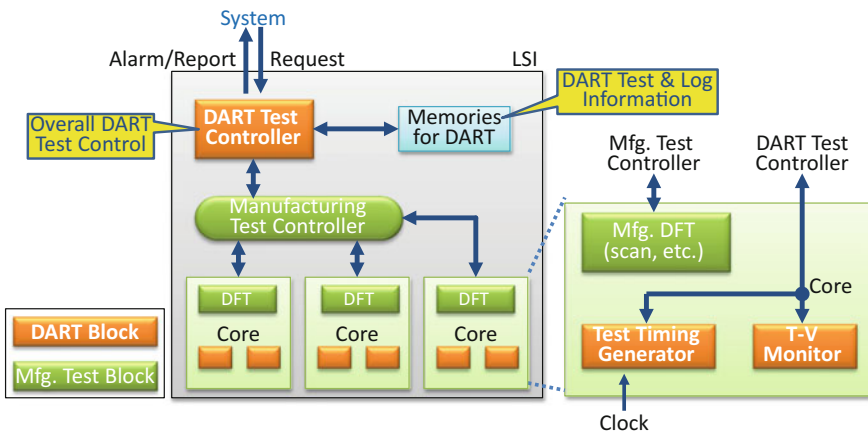 System
Alarm/Report
Request
LSI
DART Test & Log
Information
Overall DART
Test Control
DART Test
Controller
Memories
for DART
Mfg. Test
Controller
DART Test
Controller
Manufacturing
Test Controller
Mfg. DFT
(scan, etc.)
DFT
DFT
DFT
Core
Core
Core
Core
DART Block
Mfg. Test Block
Test Timing
Generator
T-V
Monitor
Clock